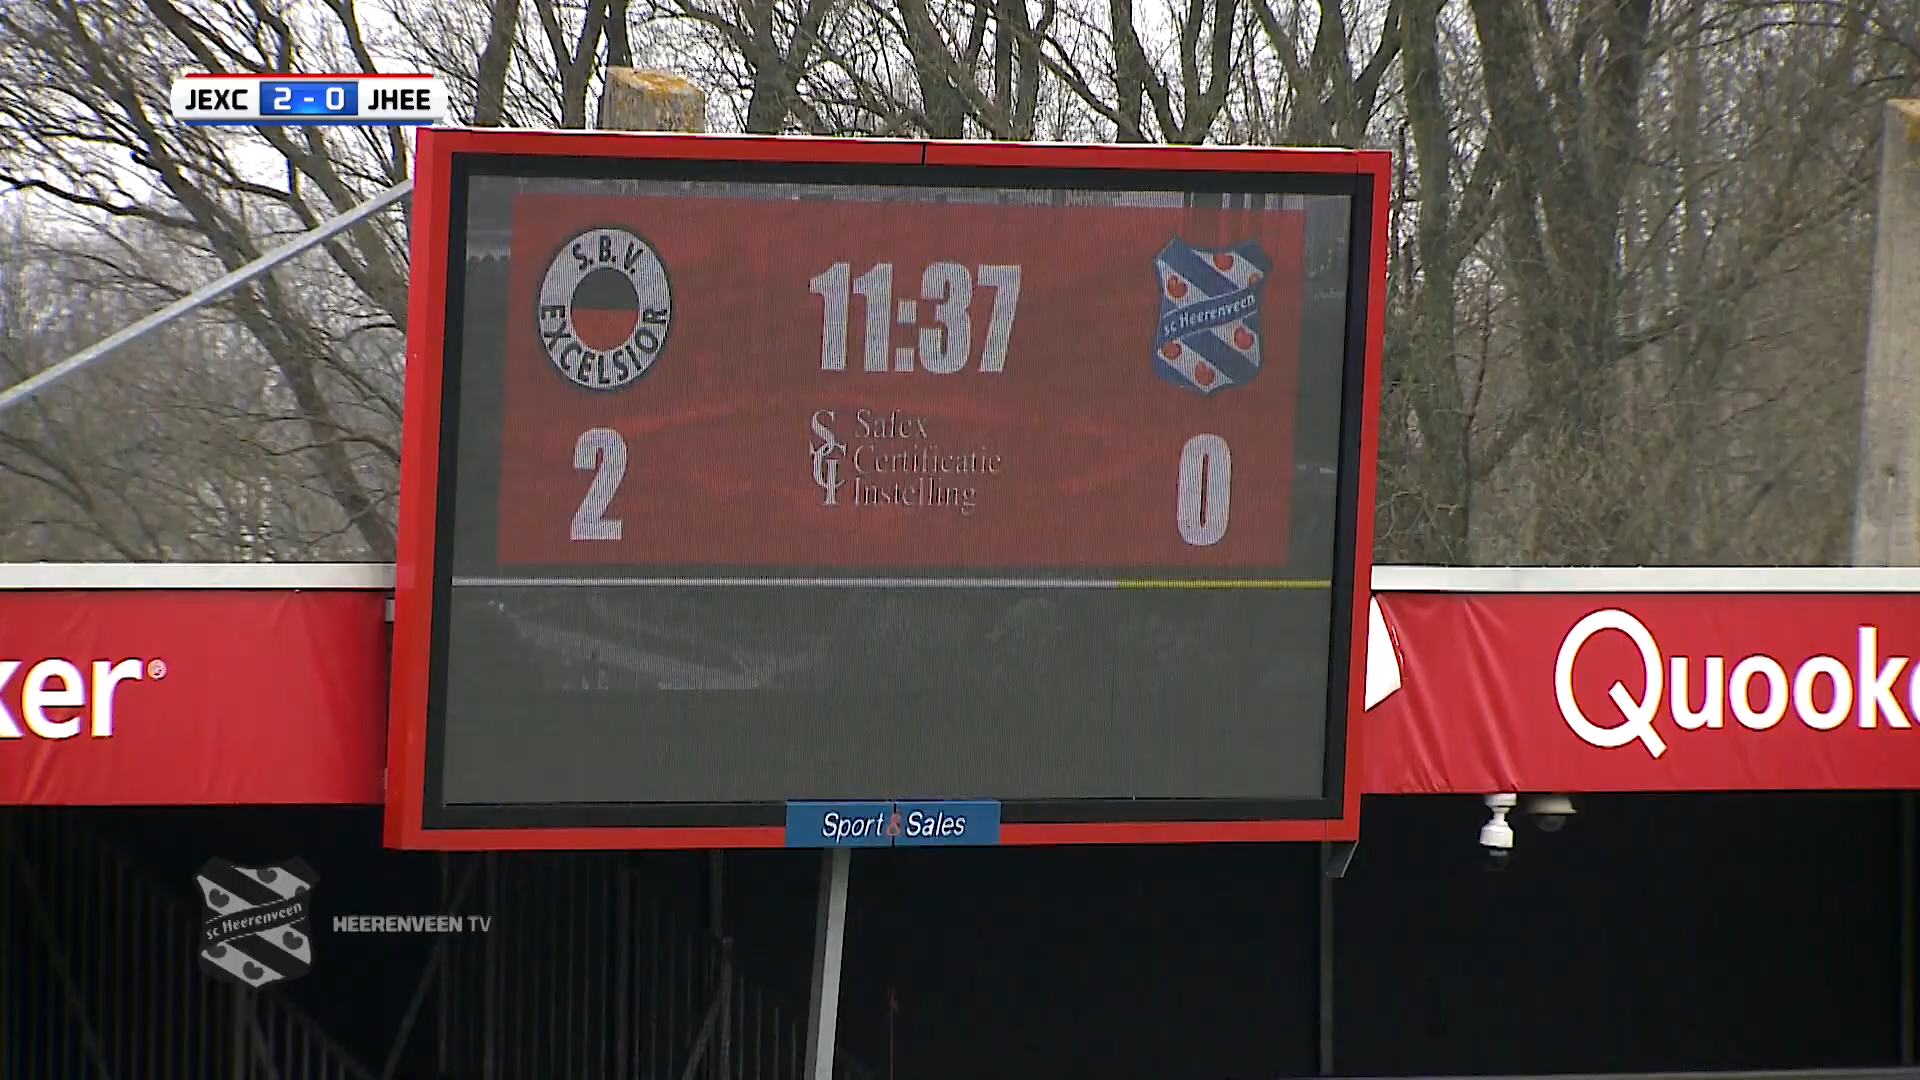 JEXC 2 - 0 JHEE
S.B.V. EXCELSIOR
11:37
sc Heerenveen
2
SCI Safex
Certificatie
Instelling
0
ker®
Quook
Sport & Sales
sc Heerenveen
HEERENVEEN TV